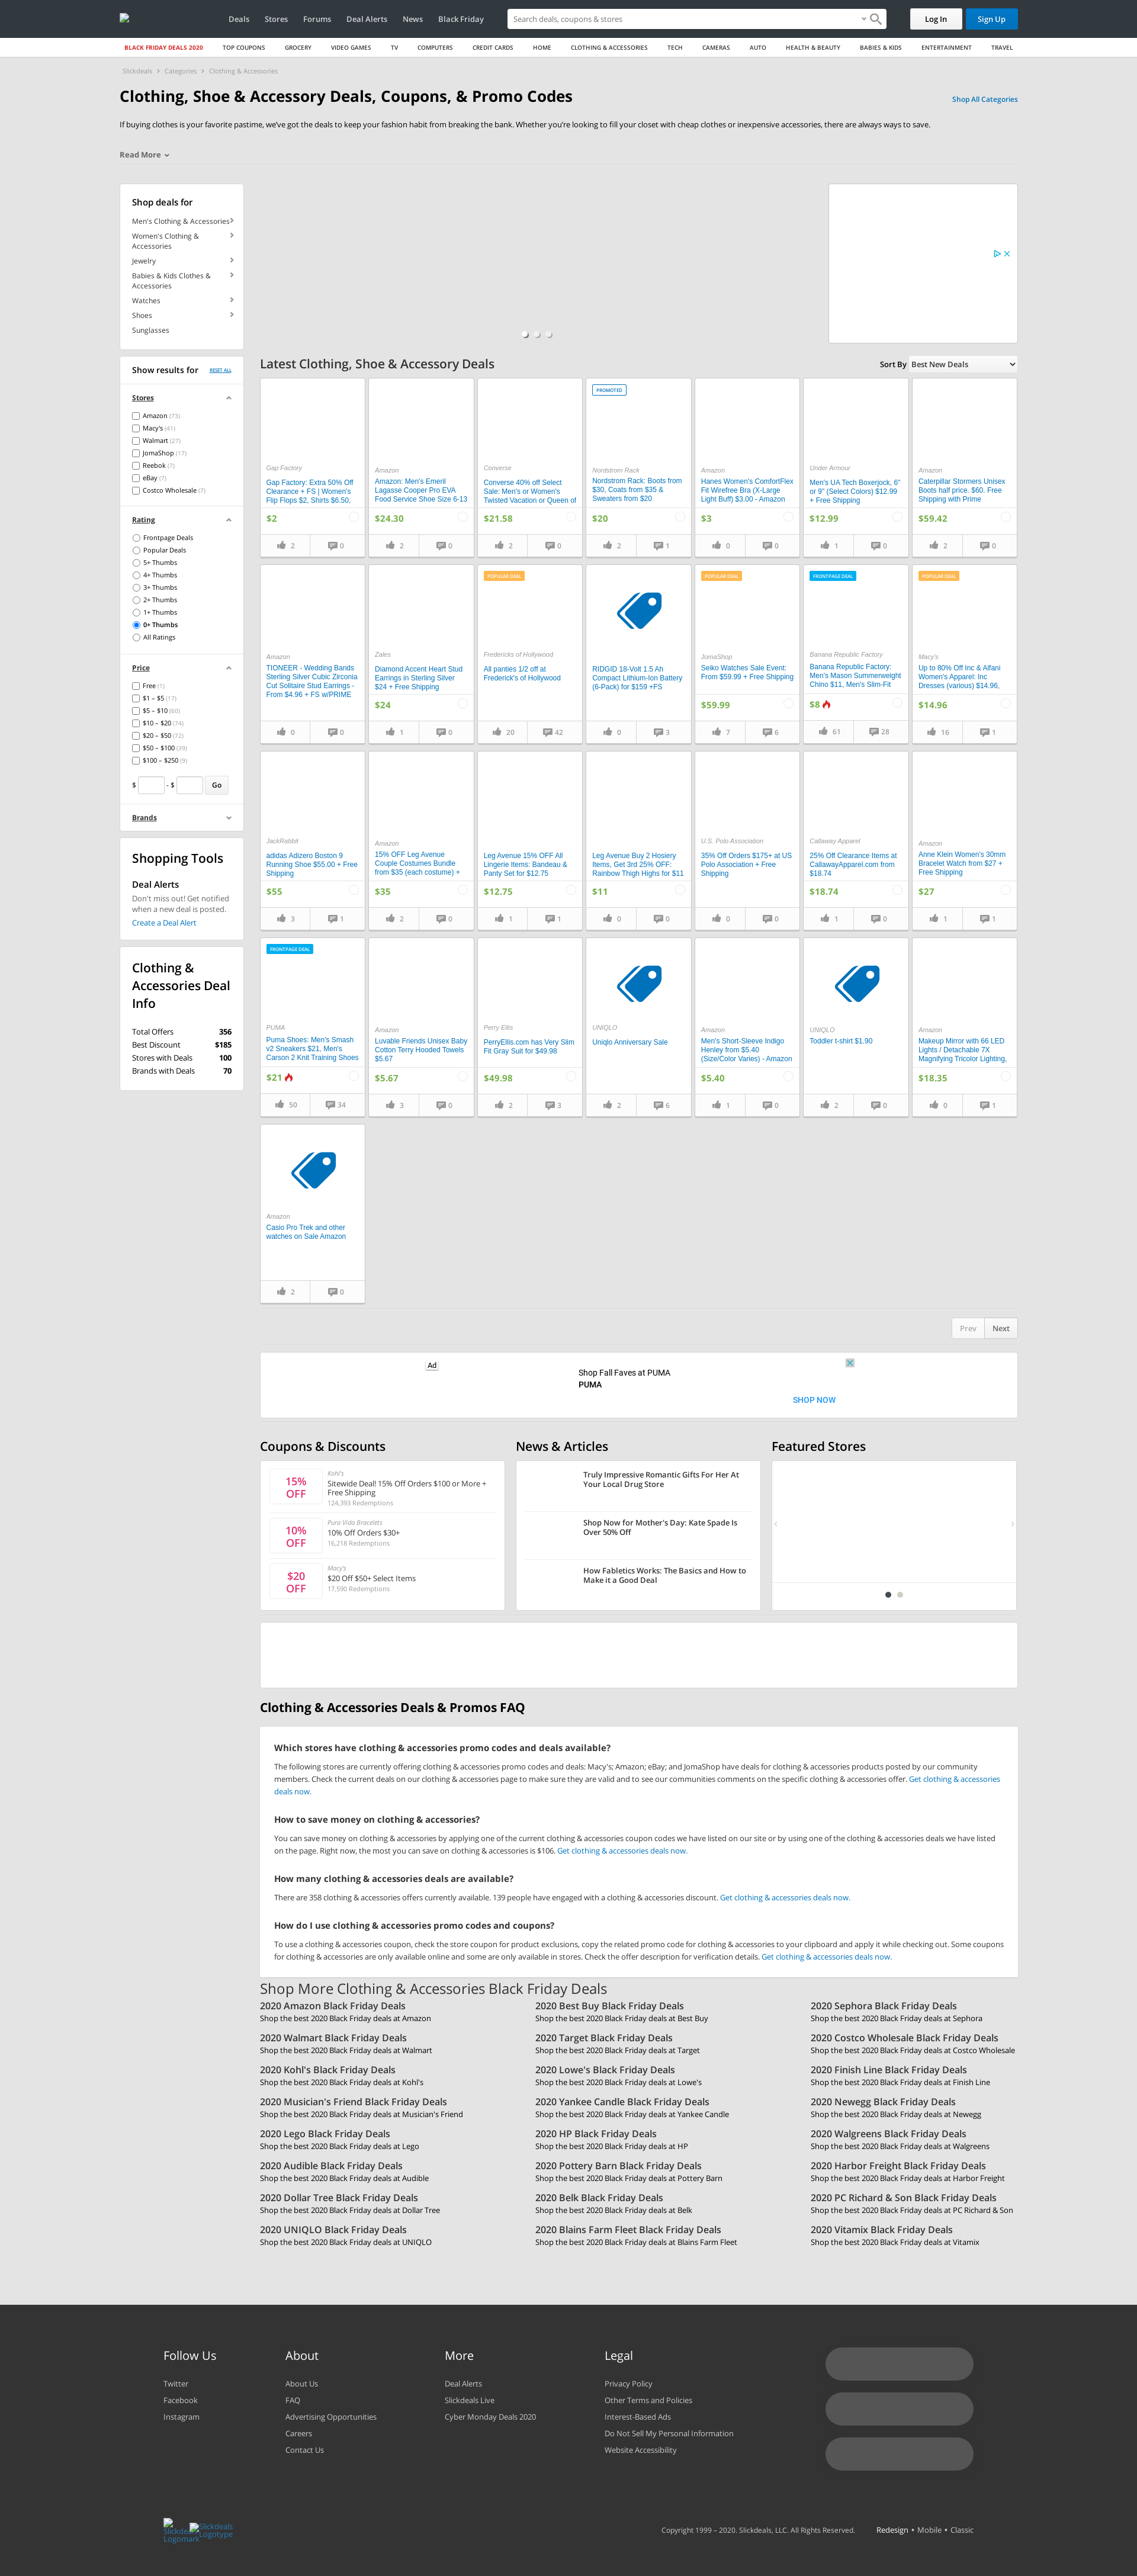 Deals
Stores
Forums
Deal Alerts
News
Black Friday
Search deals, coupons & stores
Log In
Sign Up
BLACK FRIDAY DEALS 2020
TOP COUPONS
GROCERY
VIDEO GAMES
TV
COMPUTERS
CREDIT CARDS
HOME
CLOTHING & ACCESSORIES
TECH
CAMERAS
AUTO
HEALTH & BEAUTY
BABIES & KIDS
ENTERTAINMENT
TRAVEL
Slickdeals > Categories > Clothing & Accessories
Clothing, Shoe & Accessory Deals, Coupons, & Promo Codes
Shop All Categories
If buying clothes is your favorite pastime, we've got the deals to keep your fashion habit from breaking the bank. Whether you're looking to fill your closet with cheap clothes or inexpensive accessories, there are always ways to save.
Read More
Shop deals for
Men's Clothing & Accessories
Women's Clothing &
Accessories
Jewelry
Babies & Kids Clothes &
Accessories
Watches
Shoes
Sunglasses
Show results for
RESET ALL
Stores
Amazon (73)
Macy's (41)
Walmart (27)
JomaShop (17)
Reebok (7)
eBay (7)
Costco Wholesale (7)
Rating
Frontpage Deals
Popular Deals
5+ Thumbs
4+ Thumbs
3+ Thumbs
2+ Thumbs
1+ Thumbs
0+ Thumbs
All Ratings
Price
Free (1)
$1 – $5 (17)
$5 – $10 (60)
$10 – $20 (74)
$20 – $50 (72)
$50 – $100 (39)
$100 – $250 (9)
$ - $ Go
Brands
Shopping Tools
Deal Alerts
Don't miss out! Get notified
when a new deal is posted.
Create a Deal Alert
Clothing &
Accessories Deal
Info
Total Offers 356
Best Discount $185
Stores with Deals 100
Brands with Deals 70
Latest Clothing, Shoe & Accessory Deals
Sort By Best New Deals
Gap Factory
Gap Factory: Extra 50% Off
Clearance + FS | Women's
Flip Flops $2, Shirts $6.50,
$2
2 0
Amazon
Amazon: Men's Emeril
Lagasse Cooper Pro EVA
Food Service Shoe Size 6-13
$24.30
2 0
Converse
Converse 40% off Select
Sale: Men's or Women's
Twisted Vacation or Queen of
$21.58
2 0
PROMOTED
Nordstrom Rack
Nordstrom Rack: Boots from
$30, Coats from $35 &
Sweaters from $20
$20
2 1
Amazon
Hanes Women's ComfortFlex
Fit Wirefree Bra (X-Large
Light Buff) $3.00 - Amazon
$3
0 0
Under Armour
Men's UA Tech Boxerjock, 6"
or 9" (Select Colors) $12.99
+ Free Shipping
$12.99
1 0
Amazon
Caterpillar Stormers Unisex
Boots half price. $60. Free
Shipping with Prime
$59.42
2 0
Amazon
TIONEER - Wedding Bands
Sterling Silver Cubic Zirconia
Cut Solitaire Stud Earrings -
From $4.96 + FS w/PRIME
0 0
Zales
Diamond Accent Heart Stud
Earrings in Sterling Silver
$24 + Free Shipping
$24
1 0
POPULAR DEAL
Fredericks of Hollywood
All panties 1/2 off at
Frederick's of Hollywood
20 42
RIDGID 18-Volt 1.5 Ah
Compact Lithium-Ion Battery
(6-Pack) for $159 +FS
0 3
POPULAR DEAL
JomaShop
Seiko Watches Sale Event:
From $59.99 + Free Shipping
$59.99
7 6
FRONTPAGE DEAL
Banana Republic Factory
Banana Republic Factory:
Men's Mason Summerweight
Chino $11, Men's Slim-Fit
$8
61 28
POPULAR DEAL
Macy's
Up to 80% Off Inc & Alfani
Women's Apparel: Inc
Dresses (various) $14.96,
$14.96
16 1
JackRabbit
adidas Adizero Boston 9
Running Shoe $55.00 + Free
Shipping
$55
3 1
Amazon
15% OFF Leg Avenue
Couple Costumes Bundle
from $35 (each costume) +
$35
2 0
Leg Avenue 15% OFF All
Lingerie Items: Bandeau &
Panty Set for $12.75
$12.75
1 1
Leg Avenue Buy 2 Hosiery
Items, Get 3rd 25% OFF:
Rainbow Thigh Highs for $11
$11
0 0
U.S. Polo Association
35% Off Orders $175+ at US
Polo Association + Free
Shipping
0 0
Callaway Apparel
25% Off Clearance Items at
CallawayApparel.com from
$18.74
$18.74
1 0
Amazon
Anne Klein Women's 30mm
Bracelet Watch from $27 +
Free Shipping
$27
1 1
FRONTPAGE DEAL
PUMA
Puma Shoes: Men's Smash
v2 Sneakers $21, Men's
Carson 2 Knit Training Shoes
$21
50 34
Amazon
Luvable Friends Unisex Baby
Cotton Terry Hooded Towels
$5.67
$5.67
3 0
Perry Ellis
PerryEllis.com has Very Slim
Fit Gray Suit for $49.98
$49.98
2 3
UNIQLO
Uniqlo Anniversary Sale
2 6
Amazon
Men's Short-Sleeve Indigo
Henley from $5.40
(Size/Color Varies) - Amazon
$5.40
1 0
UNIQLO
Toddler t-shirt $1.90
2 0
Amazon
Makeup Mirror with 66 LED
Lights / Detachable 7X
Magnifying Tricolor Lighting,
$18.35
0 1
Amazon
Casio Pro Trek and other
watches on Sale Amazon
2 0
Prev Next
Ad
Shop Fall Faves at PUMA
PUMA
SHOP NOW
Coupons & Discounts
15%
OFF
Kohl's
Sitewide Deal! 15% Off Orders $100 or More +
Free Shipping
124,393 Redemptions
10%
OFF
Pura Vida Bracelets
10% Off Orders $30+
16,218 Redemptions
$20
OFF
Macy's
$20 Off $50+ Select Items
17,590 Redemptions
News & Articles
Truly Impressive Romantic Gifts For Her At
Your Local Drug Store
Shop Now for Mother's Day: Kate Spade Is
Over 50% Off
How Fabletics Works: The Basics and How to
Make it a Good Deal
Featured Stores
Clothing & Accessories Deals & Promos FAQ
Which stores have clothing & accessories promo codes and deals available?
The following stores are currently offering clothing & accessories promo codes and deals: Macy's; Amazon; eBay; and JomaShop have deals for clothing & accessories products posted by our community
members. Check the current deals on our clothing & accessories page to make sure they are valid and to see our communities comments on the specific clothing & accessories offer. Get clothing & accessories
deals now.
How to save money on clothing & accessories?
You can save money on clothing & accessories by applying one of the current clothing & accessories coupon codes we have listed on our site or by using one of the clothing & accessories deals we have listed
on the page. Right now, the most you can save on clothing & accessories is $106. Get clothing & accessories deals now.
How many clothing & accessories deals are available?
There are 358 clothing & accessories offers currently available. 139 people have engaged with a clothing & accessories discount. Get clothing & accessories deals now.
How do I use clothing & accessories promo codes and coupons?
To use a clothing & accessories coupon, check the store coupon for product exclusions, copy the related promo code for clothing & accessories to your clipboard and apply it while checking out. Some coupons
for clothing & accessories are only available online and some are only available in stores. Check the offer description for verification details. Get clothing & accessories deals now.
Shop More Clothing & Accessories Black Friday Deals
2020 Amazon Black Friday Deals
Shop the best 2020 Black Friday deals at Amazon
2020 Best Buy Black Friday Deals
Shop the best 2020 Black Friday deals at Best Buy
2020 Sephora Black Friday Deals
Shop the best 2020 Black Friday deals at Sephora
2020 Walmart Black Friday Deals
Shop the best 2020 Black Friday deals at Walmart
2020 Target Black Friday Deals
Shop the best 2020 Black Friday deals at Target
2020 Costco Wholesale Black Friday Deals
Shop the best 2020 Black Friday deals at Costco Wholesale
2020 Kohl's Black Friday Deals
Shop the best 2020 Black Friday deals at Kohl's
2020 Lowe's Black Friday Deals
Shop the best 2020 Black Friday deals at Lowe's
2020 Finish Line Black Friday Deals
Shop the best 2020 Black Friday deals at Finish Line
2020 Musician's Friend Black Friday Deals
Shop the best 2020 Black Friday deals at Musician's Friend
2020 Yankee Candle Black Friday Deals
Shop the best 2020 Black Friday deals at Yankee Candle
2020 Newegg Black Friday Deals
Shop the best 2020 Black Friday deals at Newegg
2020 Lego Black Friday Deals
Shop the best 2020 Black Friday deals at Lego
2020 HP Black Friday Deals
Shop the best 2020 Black Friday deals at HP
2020 Walgreens Black Friday Deals
Shop the best 2020 Black Friday deals at Walgreens
2020 Audible Black Friday Deals
Shop the best 2020 Black Friday deals at Audible
2020 Pottery Barn Black Friday Deals
Shop the best 2020 Black Friday deals at Pottery Barn
2020 Harbor Freight Black Friday Deals
Shop the best 2020 Black Friday deals at Harbor Freight
2020 Dollar Tree Black Friday Deals
Shop the best 2020 Black Friday deals at Dollar Tree
2020 Belk Black Friday Deals
Shop the best 2020 Black Friday deals at Belk
2020 PC Richard & Son Black Friday Deals
Shop the best 2020 Black Friday deals at PC Richard & Son
2020 UNIQLO Black Friday Deals
Shop the best 2020 Black Friday deals at UNIQLO
2020 Blains Farm Fleet Black Friday Deals
Shop the best 2020 Black Friday deals at Blains Farm Fleet
2020 Vitamix Black Friday Deals
Shop the best 2020 Black Friday deals at Vitamix
Follow Us
Twitter
Facebook
Instagram
About
About Us
FAQ
Advertising Opportunities
Careers
Contact Us
More
Deal Alerts
Slickdeals Live
Cyber Monday Deals 2020
Legal
Privacy Policy
Other Terms and Policies
Interest-Based Ads
Do Not Sell My Personal Information
Website Accessibility
Slickdeals
Logomark
Slickdeals
Logotype
Copyright 1999 – 2020. Slickdeals, LLC. All Rights Reserved.
Redesign • Mobile • Classic